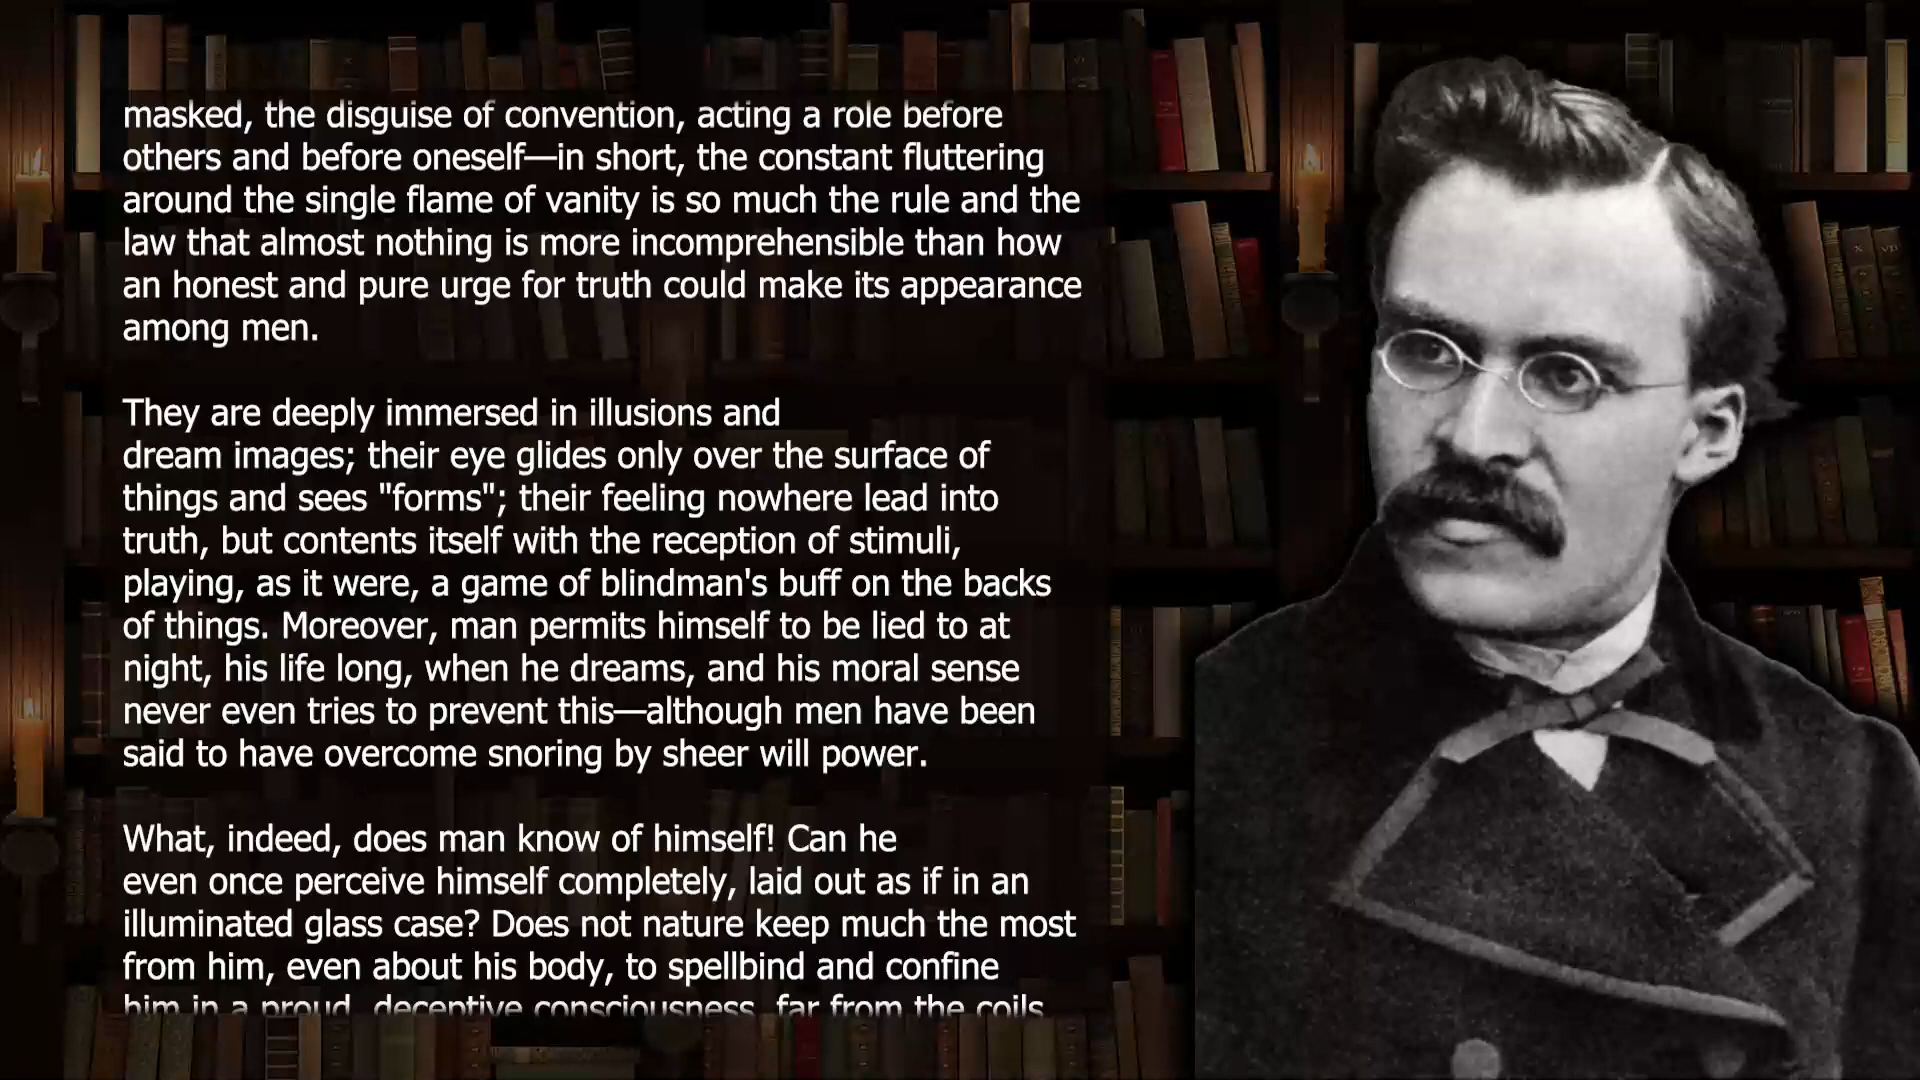 masked, the disguise of convention, acting a role before
others and before oneself—in short, the constant fluttering
around the single flame of vanity is so much the rule and the
law that almost nothing is more incomprehensible than how
an honest and pure urge for truth could make its appearance
among men.
They are deeply immersed in illusions and
dream images; their eye glides only over the surface of
things and sees "forms"; their feeling nowhere lead into
truth, but contents itself with the reception of stimuli,
playing, as it were, a game of blindman's buff on the backs
of things. Moreover, man permits himself to be lied to at
night, his life long, when he dreams, and his moral sense
never even tries to prevent this—although men have been
said to have overcome snoring by sheer will power.
What, indeed, does man know of himself! Can he
even once perceive himself completely, laid out as if in an
illuminated glass case? Does not nature keep much the most
from him, even about his body, to spellbind and confine
him in a proud, deceptive consciousness, far from the coils